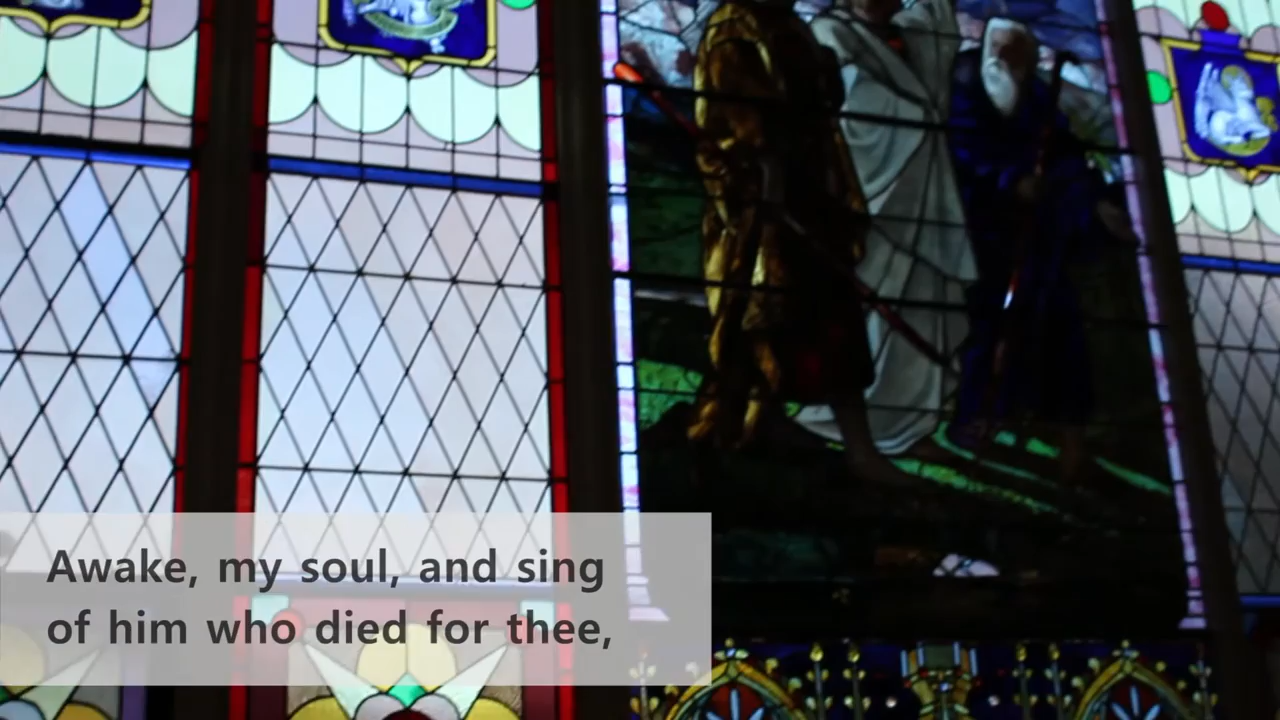 Awake, my soul, and sing
of him who died for thee,